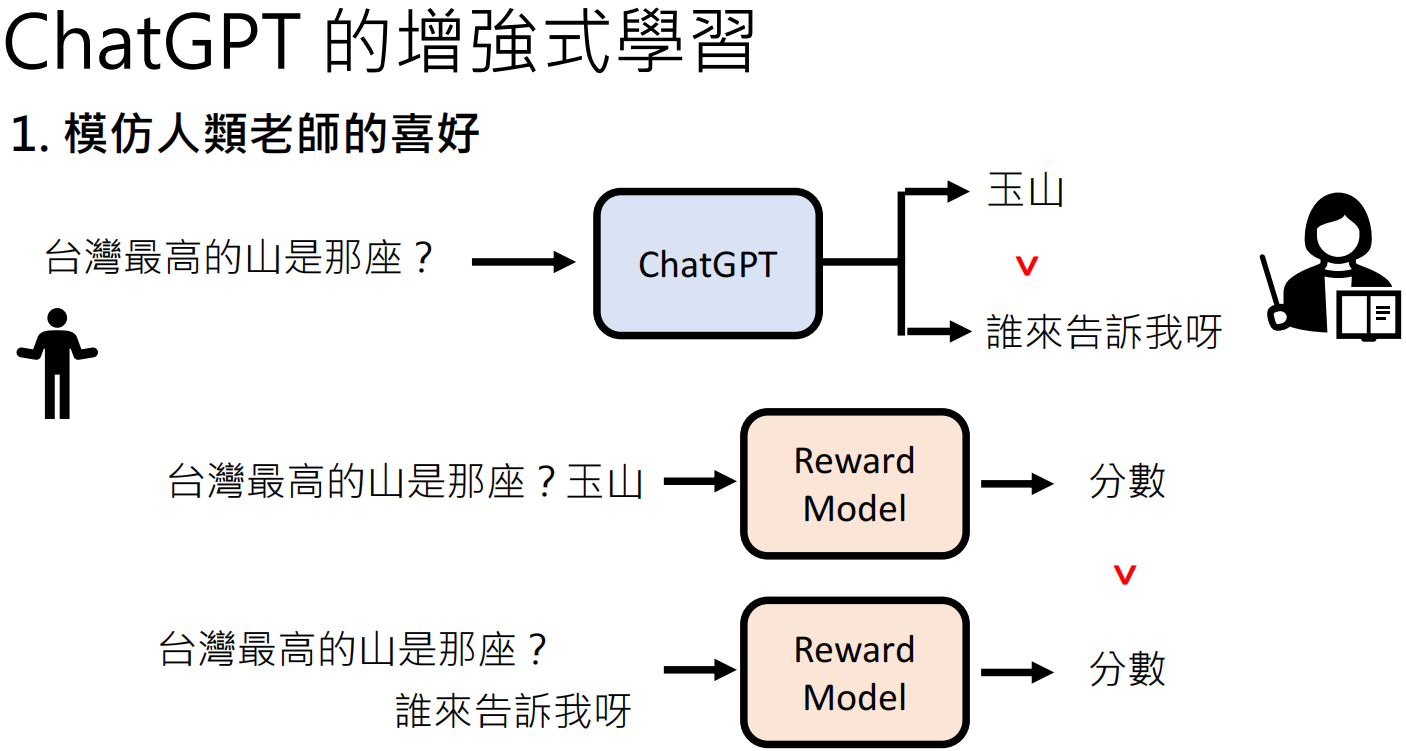 ChatGPT 的增強式學習
1. 模仿人類老師的喜好
台灣最高的山是那座？
ChatGPT
玉山
v
誰來告訴我呀
台灣最高的山是那座？玉山
Reward
Model
分數
v
台灣最高的山是那座？
誰來告訴我呀
Reward
Model
分數